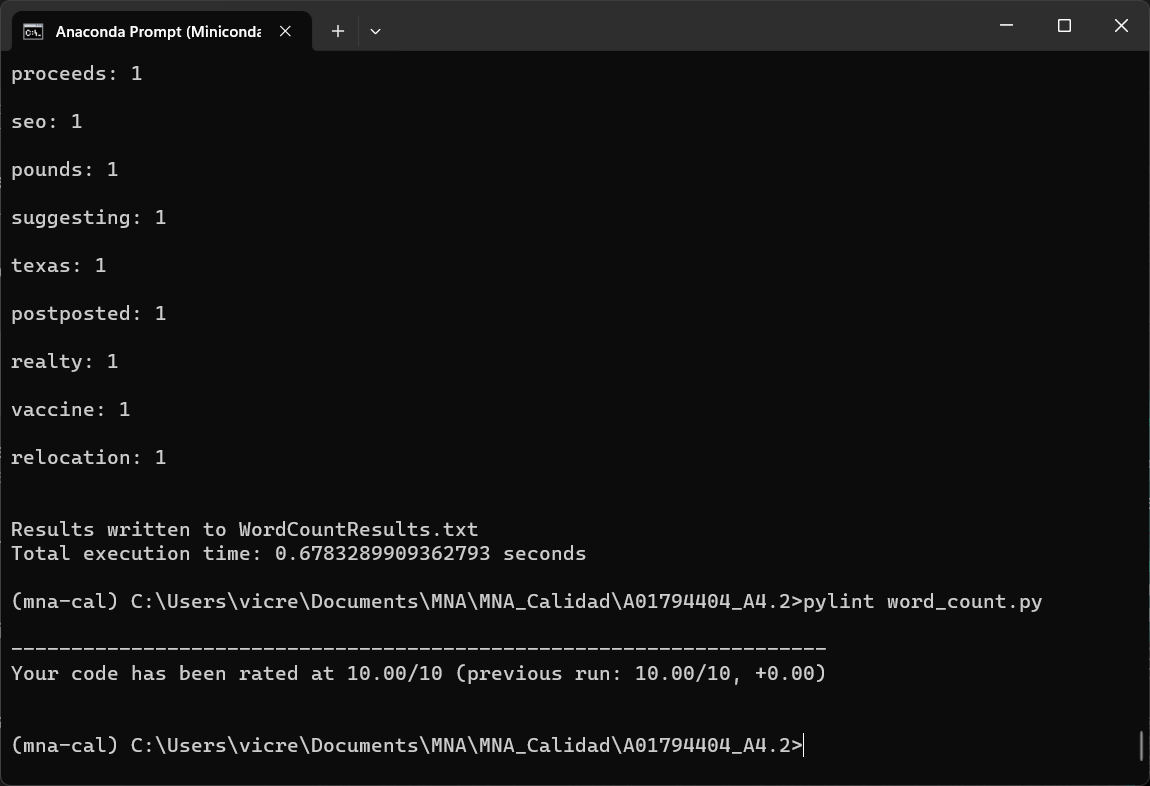 Anaconda Prompt (Miniconda
proceeds: 1
seo: 1
pounds: 1
suggesting: 1
texas: 1
postposted: 1
realty: 1
vaccine: 1
relocation: 1
Results written to WordCountResults.txt
Total execution time: 0.6783289909362793 seconds
(mna-cal) C:\Users\vicre\Documents\MNA\MNA_Calidad\A01794404_A4.2>pylint word_count.py
--------------------------------------------------------------------
Your code has been rated at 10.00/10 (previous run: 10.00/10, +0.00)
(mna-cal) C:\Users\vicre\Documents\MNA\MNA_Calidad\A01794404_A4.2>